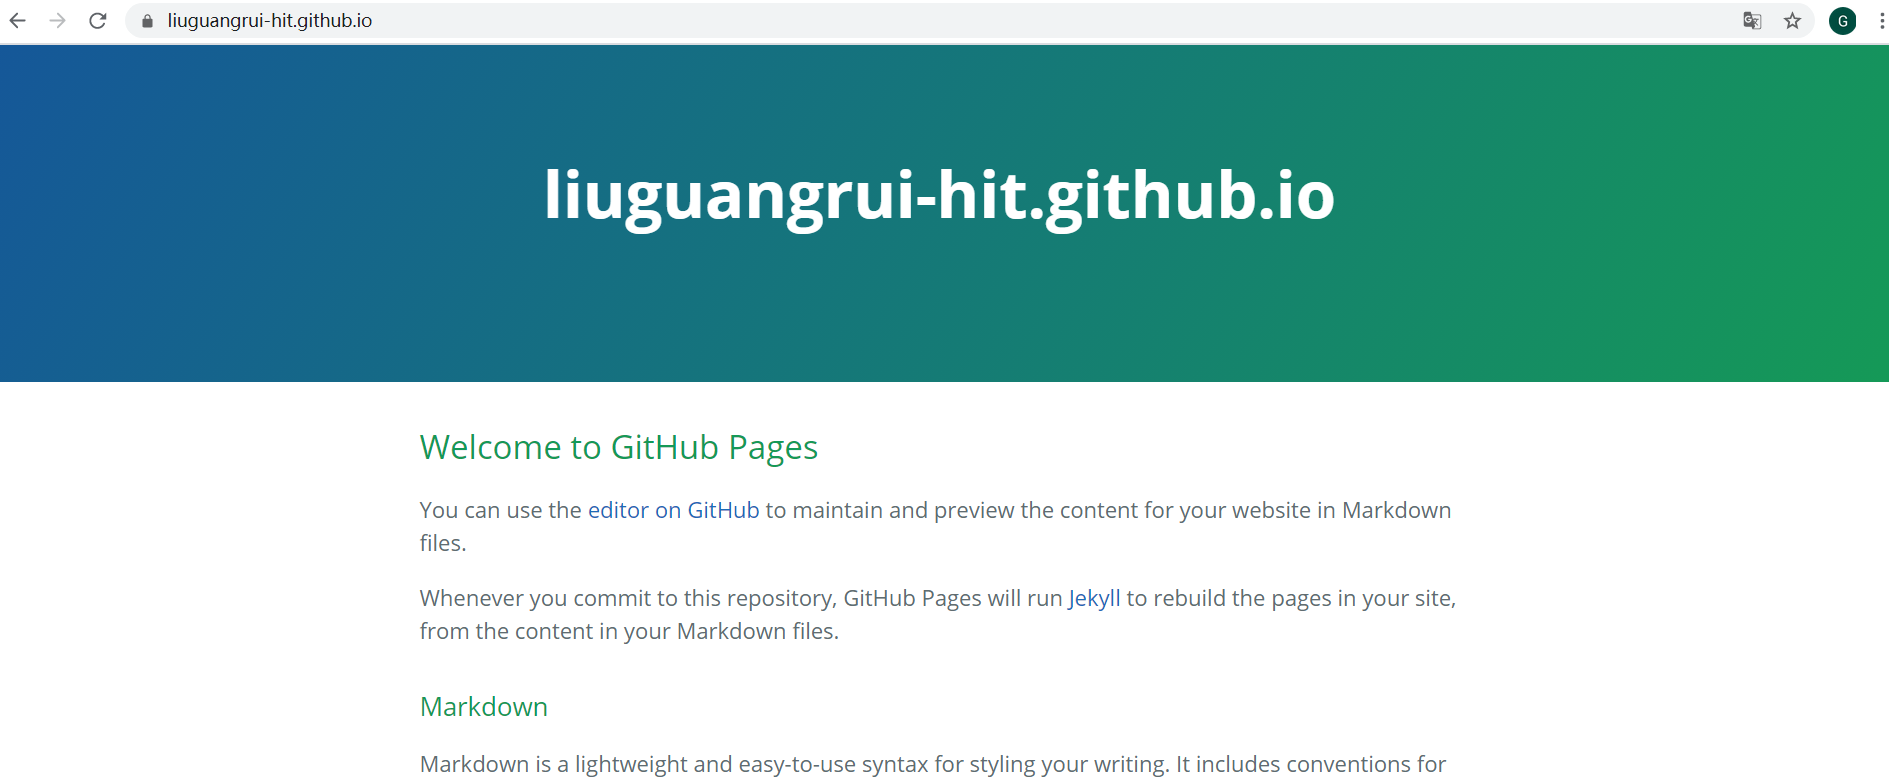 liuguangrui-hit.github.io
G
liuguangrui-hit.github.io
Welcome to GitHub Pages
You can use the editor on GitHub to maintain and preview the content for your website in Markdown
files.
Whenever you commit to this repository, GitHub Pages will run Jekyll to rebuild the pages in your site,
from the content in your Markdown files.
Markdown
Markdown is a lightweight and easy-to-use syntax for styling your writing. It includes conventions for